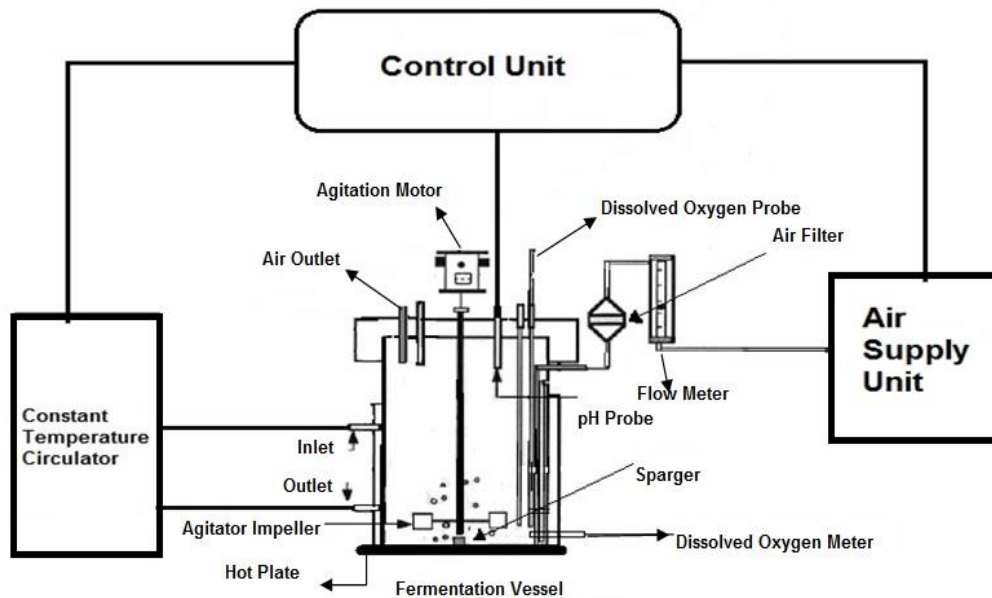 Control Unit
Agitation Motor
Dissolved Oxygen Probe
Air Filter
Air Outlet
Air
Supply
Unit
Flow Meter
pH Probe
Constant
Temperature
Circulator
Inlet
Sparger
Outlet
Agitator Impeller
Dissolved Oxygen Meter
Hot Plate
Fermentation Vessel